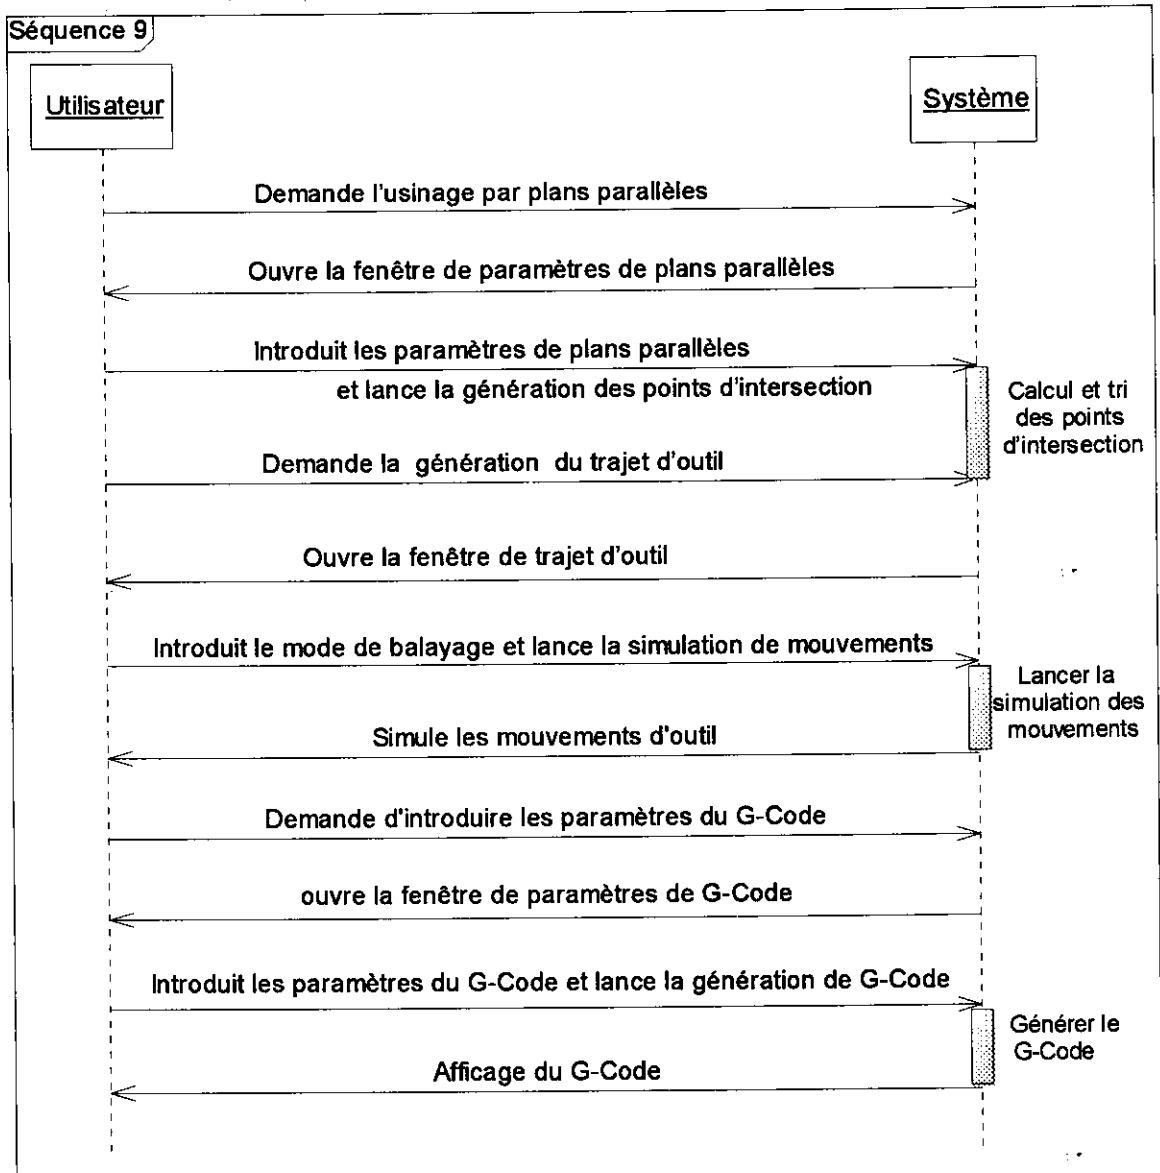 Séquence 9
Utilisateur
Système
Demande l'usinage par plans parallèles
Ouvre la fenêtre de paramètres de plans parallèles
Introduit les paramètres de plans parallèles
et lance la génération des points d'intersection
Calcul et tri
des points
d'intersection
Demande la génération du trajet d'outil
Ouvre la fenêtre de trajet d'outil
Introduit le mode de balayage et lance la simulation de mouvements
Lancer la
simulation des
mouvements
Simule les mouvements d'outil
Demande d'introduire les paramètres du G-Code
ouvre la fenêtre de paramètres de G-Code
Introduit les paramètres du G-Code et lance la génération de G-Code
Générer le
G-Code
Afficage du G-Code